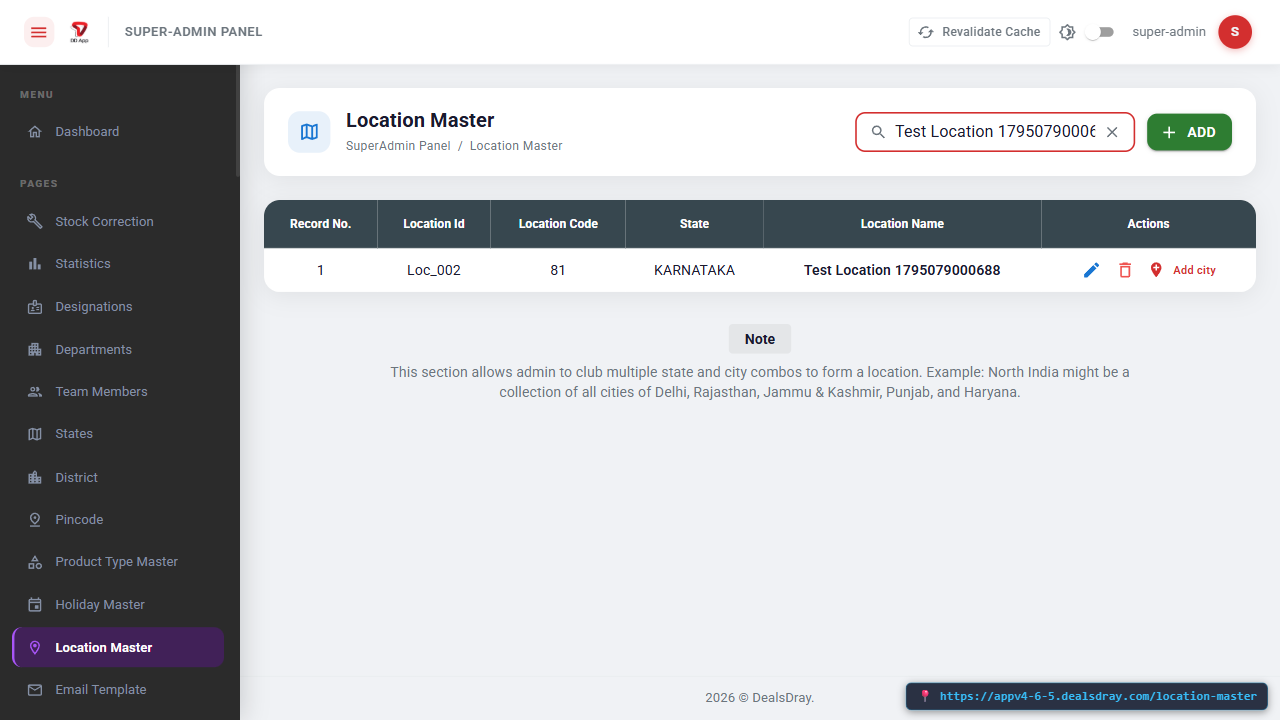 DD App
SUPER-ADMIN PANEL
Revalidate Cache
super-admin
S
MENU
Dashboard
PAGES
Stock Correction
Statistics
Designations
Departments
Team Members
States
District
Pincode
Product Type Master
Holiday Master
Location Master
Email Template
Location Master
SuperAdmin Panel / Location Master
Test Location 17950790006
ADD
Record No. Location Id Location Code State Location Name Actions
1 Loc_002 81 KARNATAKA Test Location 1795079000688 Add city
Note
This section allows admin to club multiple state and city combos to form a location. Example: North India might be a
collection of all cities of Delhi, Rajasthan, Jammu & Kashmir, Punjab, and Haryana.
2026 © DealsDray.
https://appv4-6-5.dealsdray.com/location-master